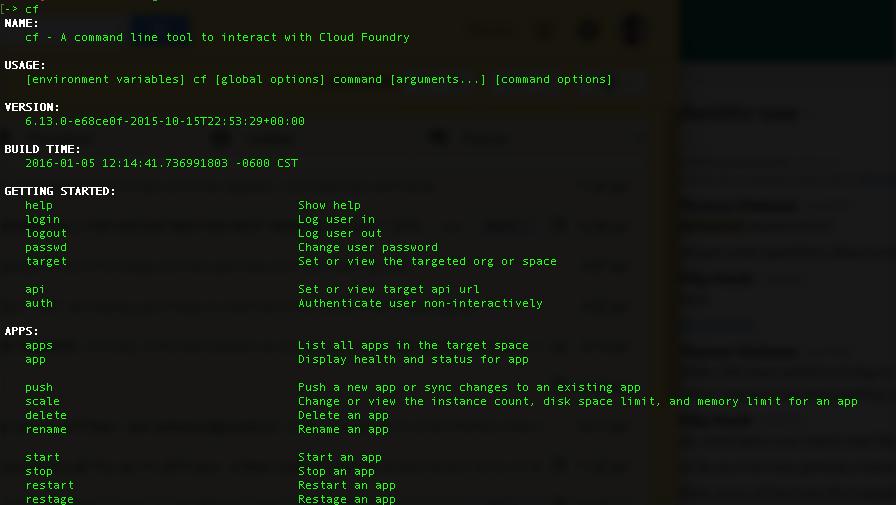 [-> cf
NAME:
cf - A command line tool to interact with Cloud Foundry
USAGE:
[environment variables] cf [global options] command [arguments...] [command options]
VERSION:
6.13.0-e68ce0f-2015-10-15T22:53:29+00:00
BUILD TIME:
2016-01-05 12:14:41.736991803 -0600 CST
GETTING STARTED:
help Show help
login Log user in
logout Log user out
passwd Change user password
target Set or view the targeted org or space
api Set or view target api url
auth Authenticate user non-interactively
APPS:
apps List all apps in the target space
app Display health and status for app
push Push a new app or sync changes to an existing app
scale Change or view the instance count, disk space limit, and memory limit for an app
delete Delete an app
rename Rename an app
start Start an app
stop Stop an app
restart Restart an app
restage Restage an app